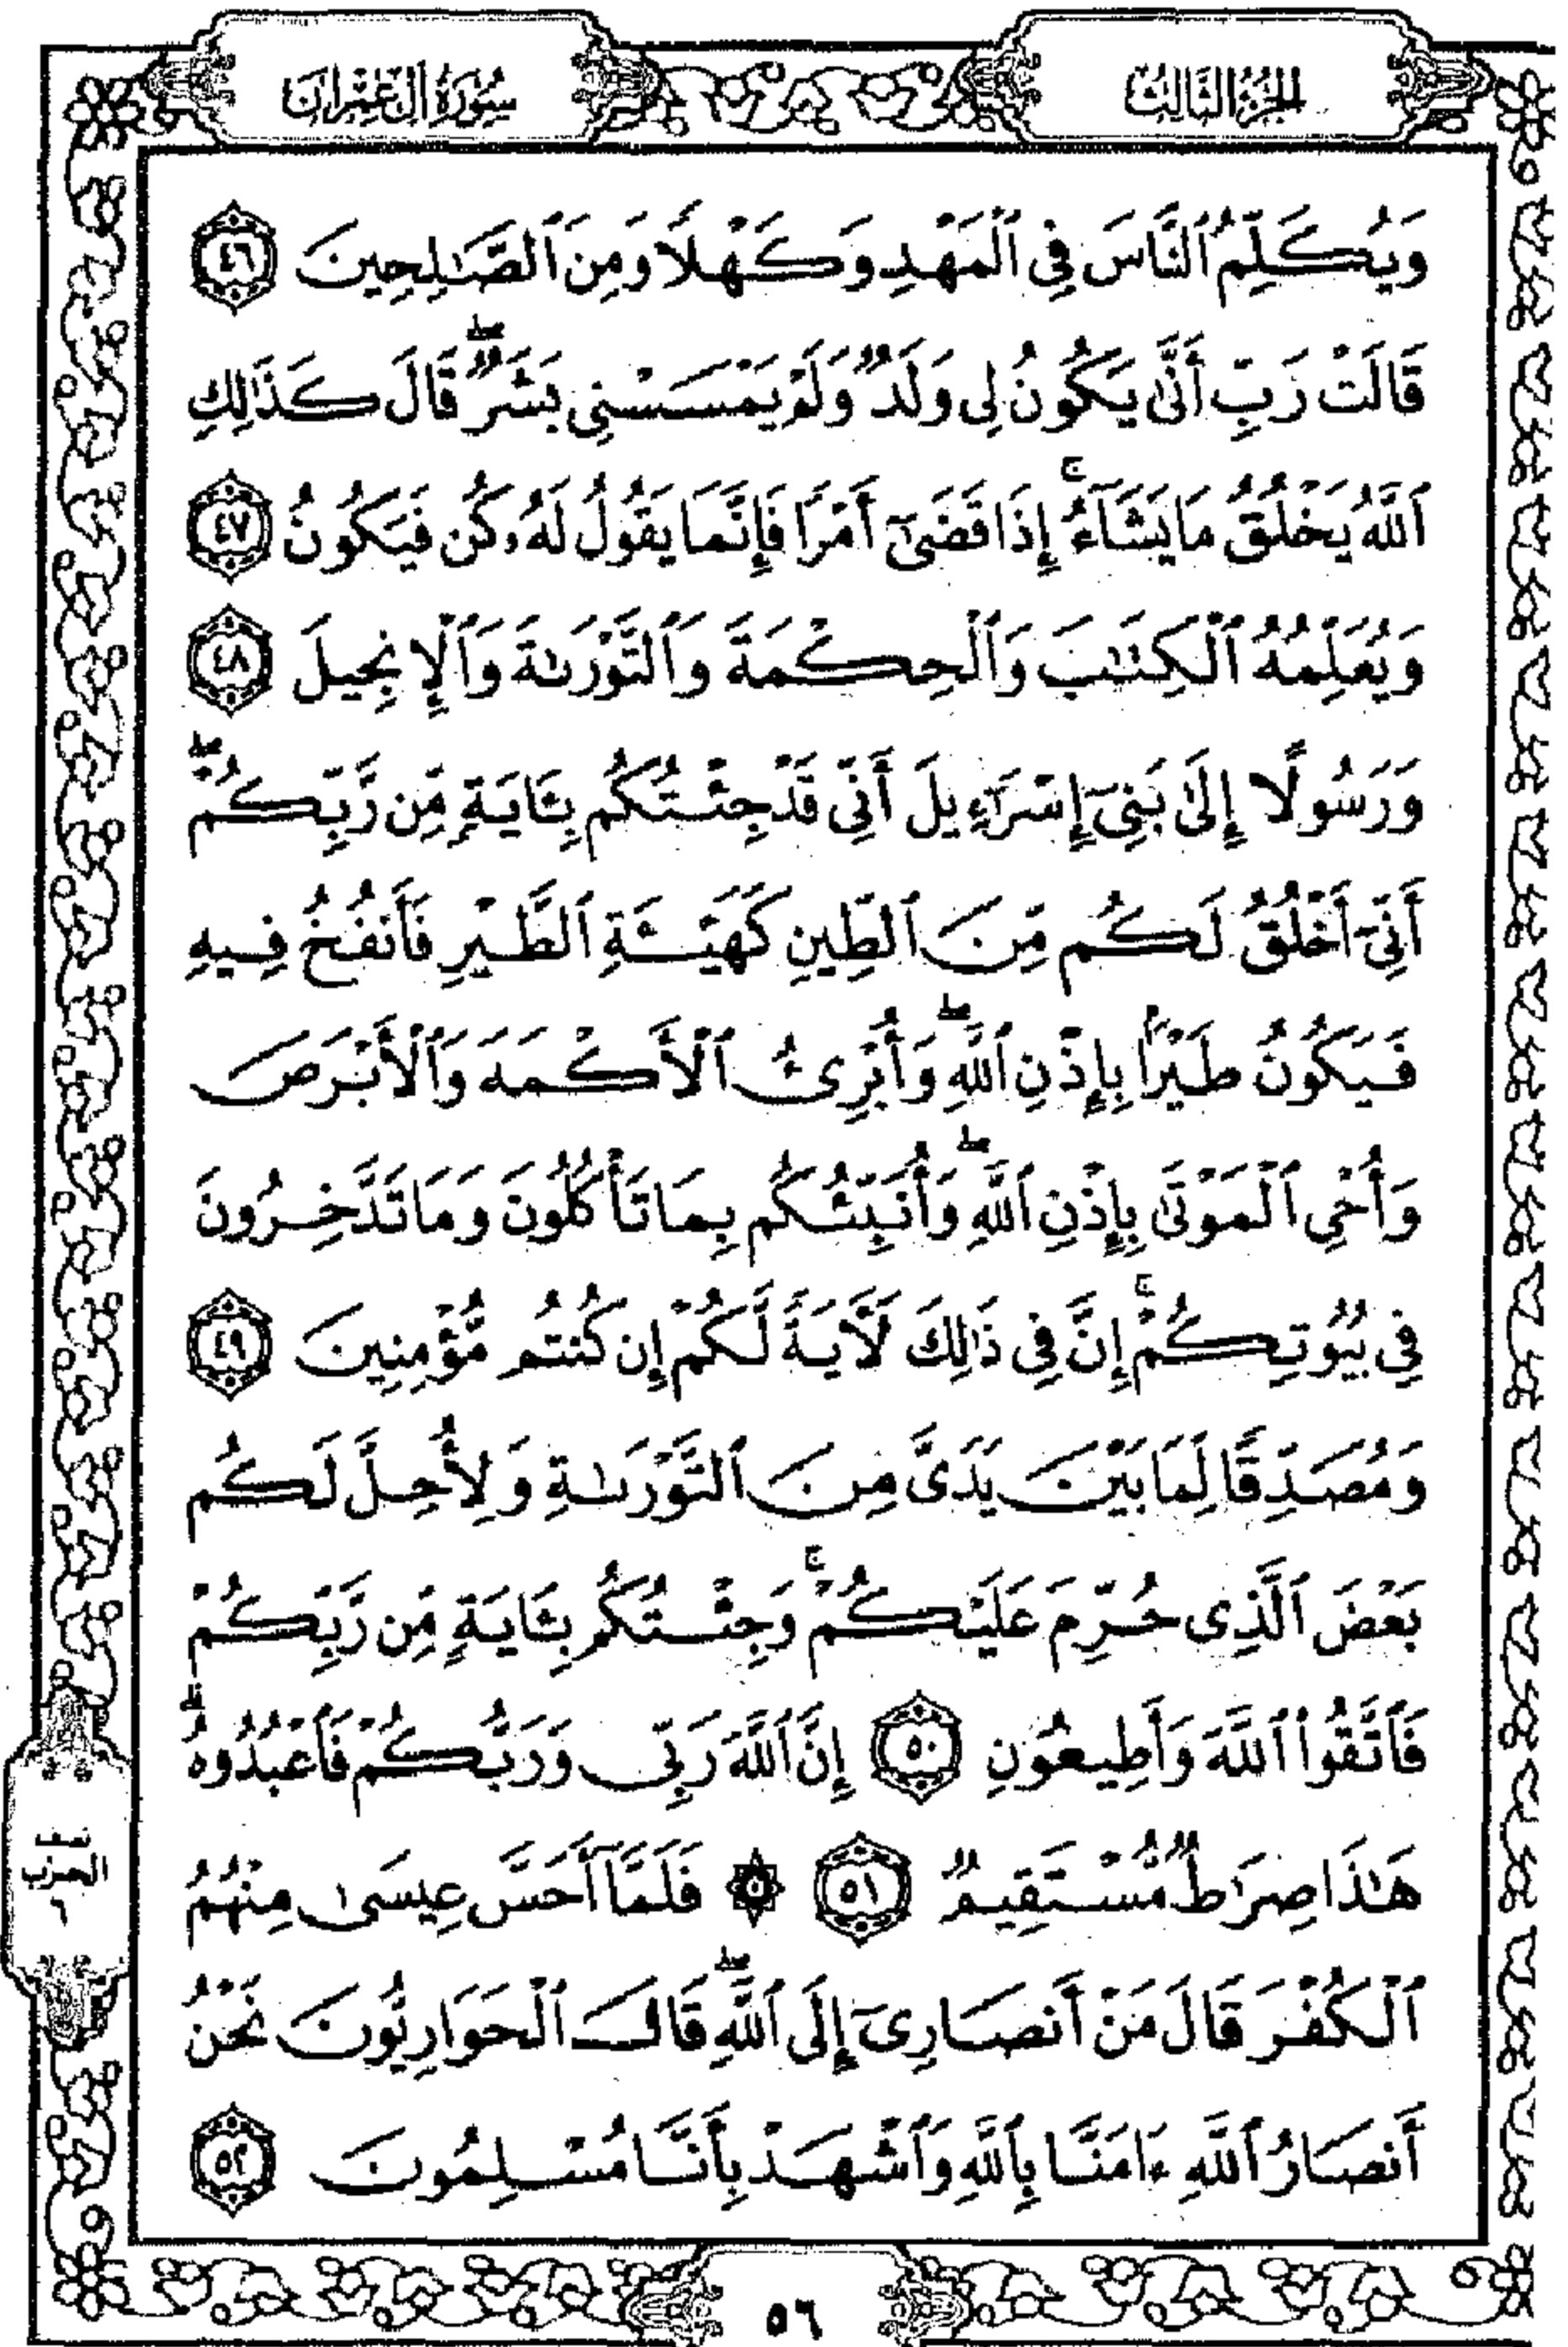 الجزء الثالث
سورة آل عمران
وَيُكَلِّمُ ٱلنَّاسَ فِى ٱلْمَهْدِ وَكَهْلًا وَمِنَ ٱلصَّٰلِحِينَ ٤٦
قَالَتْ رَبِّ أَنَّىٰ يَكُونُ لِى وَلَدٌ وَلَمْ يَمْسَسْنِى بَشَرٌ ۖ قَالَ كَذَٰلِكِ
ٱللَّهُ يَخْلُقُ مَا يَشَآءُ ۚ إِذَا قَضَىٰٓ أَمْرًا فَإِنَّمَا يَقُولُ لَهُۥ كُن فَيَكُونُ ٤٧
وَيُعَلِّمُهُ ٱلْكِتَٰبَ وَٱلْحِكْمَةَ وَٱلتَّوْرَىٰةَ وَٱلْإِنجِيلَ ٤٨
وَرَسُولًا إِلَىٰ بَنِىٓ إِسْرَٰٓءِيلَ أَنِّى قَدْ جِئْتُكُم بِـَٔايَةٍ مِّن رَّبِّكُمْ ۖ
أَنِّىٓ أَخْلُقُ لَكُم مِّنَ ٱلطِّينِ كَهَيْـَٔةِ ٱلطَّيْرِ فَأَنفُخُ فِيهِ
فَيَكُونُ طَيْرًۢا بِإِذْنِ ٱللَّهِ ۖ وَأُبْرِئُ ٱلْأَكْمَهَ وَٱلْأَبْرَصَ
وَأُحْىِ ٱلْمَوْتَىٰ بِإِذْنِ ٱللَّهِ ۖ وَأُنَبِّئُكُم بِمَا تَأْكُلُونَ وَمَا تَدَّخِرُونَ
فِى بُيُوتِكُمْ ۚ إِنَّ فِى ذَٰلِكَ لَـَٔايَةً لَّكُمْ إِن كُنتُم مُّؤْمِنِينَ ٤٩
وَمُصَدِّقًا لِّمَا بَيْنَ يَدَىَّ مِنَ ٱلتَّوْرَىٰةِ وَلِأُحِلَّ لَكُم
بَعْضَ ٱلَّذِى حُرِّمَ عَلَيْكُمْ ۚ وَجِئْتُكُم بِـَٔايَةٍ مِّن رَّبِّكُمْ
فَٱتَّقُوا۟ ٱللَّهَ وَأَطِيعُونِ ٥٠ إِنَّ ٱللَّهَ رَبِّى وَرَبُّكُمْ فَٱعْبُدُوهُ ۗ
هَٰذَا صِرَٰطٌ مُّسْتَقِيمٌ ٥١ ۞ فَلَمَّآ أَحَسَّ عِيسَىٰ مِنْهُمُ
ٱلْكُفْرَ قَالَ مَنْ أَنصَارِىٓ إِلَى ٱللَّهِ ۖ قَالَ ٱلْحَوَارِيُّونَ نَحْنُ
أَنصَارُ ٱللَّهِ ءَامَنَّا بِٱللَّهِ وَٱشْهَدْ بِأَنَّا مُسْلِمُونَ ٥٢
نصف
الحزب
٦
٥٦